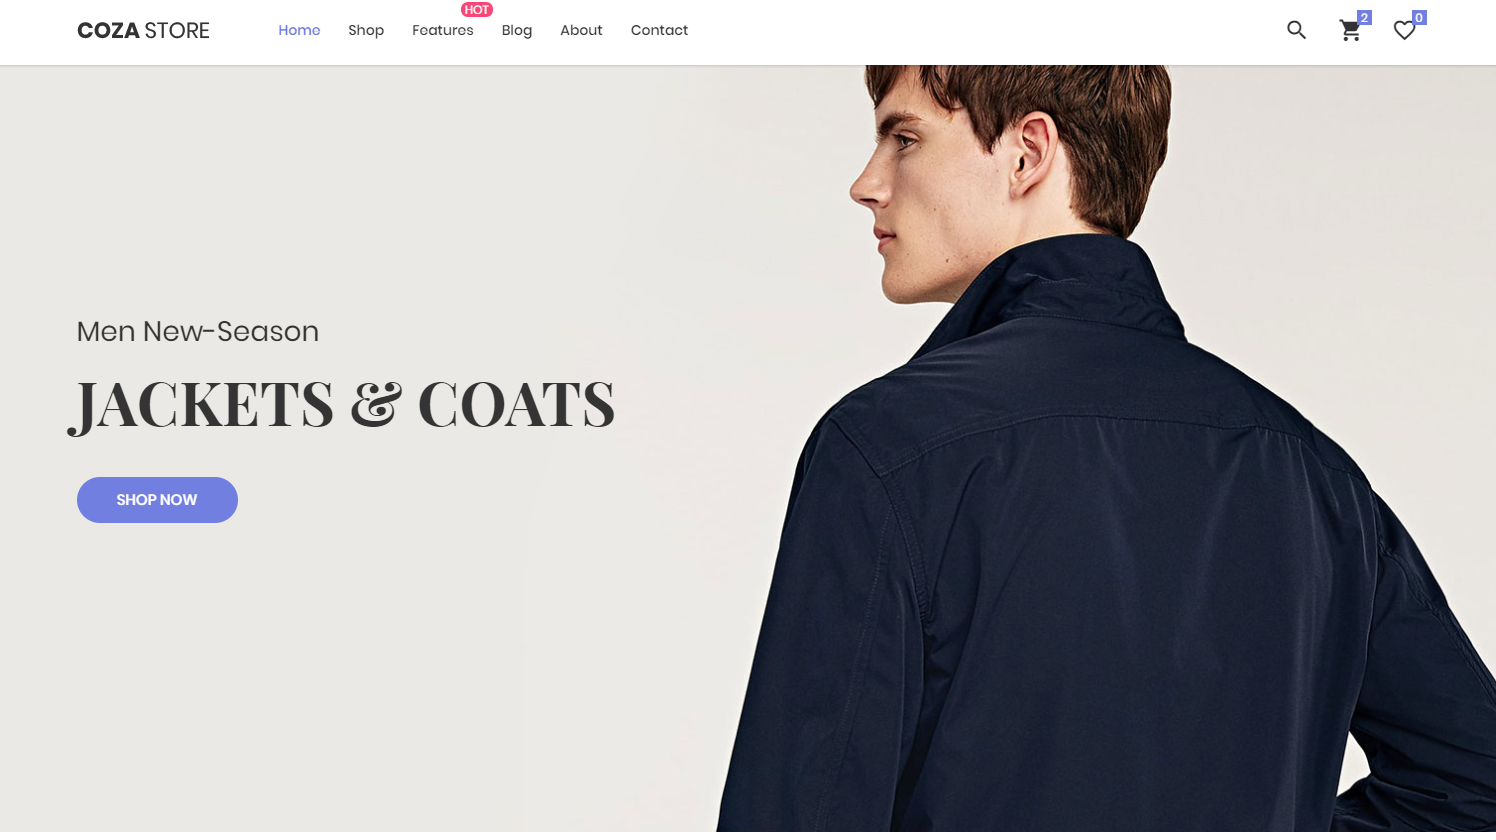 COZA STORE
Home Shop Features HOT Blog About Contact
2 0
Men New-Season
JACKETS & COATS
SHOP NOW